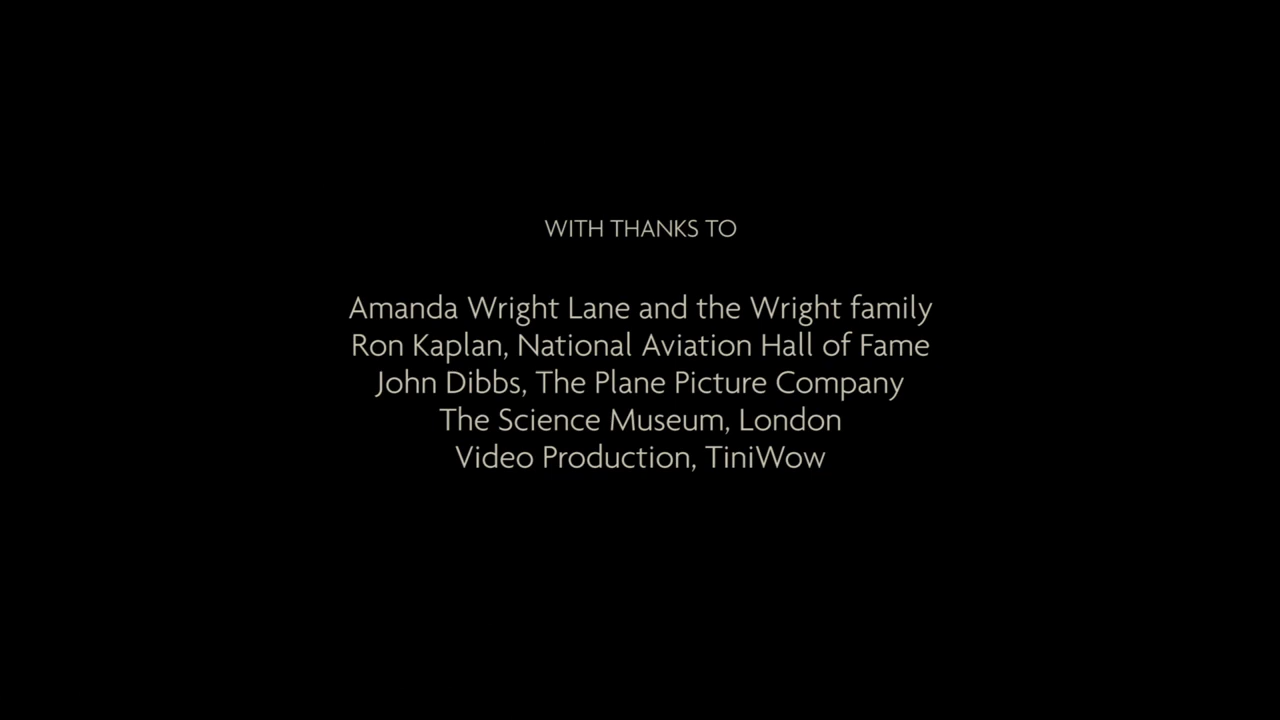 WITH THANKS TO
Amanda Wright Lane and the Wright family
Ron Kaplan, National Aviation Hall of Fame
John Dibbs, The Plane Picture Company
The Science Museum, London
Video Production, TiniWow